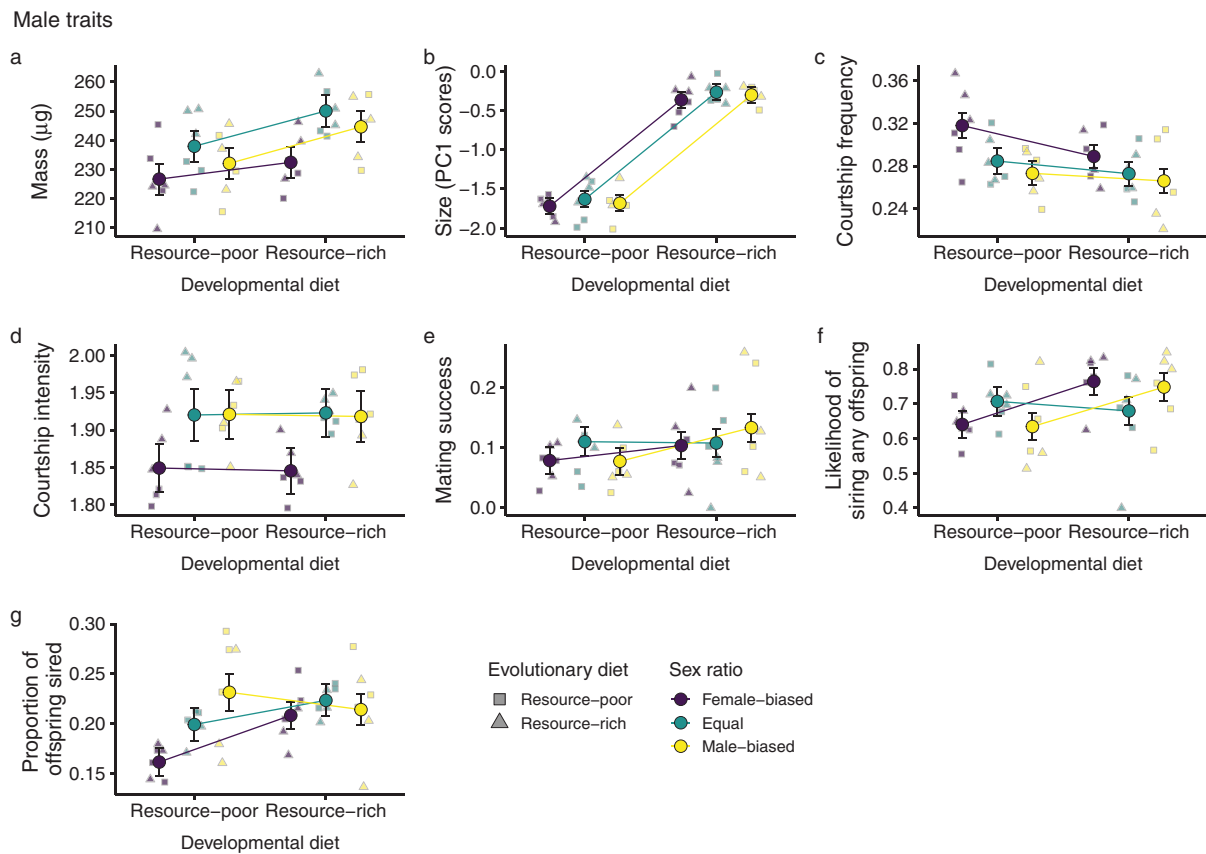 Male traits
a
Mass (μg)
260
250
240
230
220
210
Resource−poor Resource−rich
Developmental diet
b
Size (PC1 scores)
0.0
−0.5
−1.0
−1.5
−2.0
Resource−poor Resource−rich
Developmental diet
c
Courtship frequency
0.36
0.32
0.28
0.24
Resource−poor Resource−rich
Developmental diet
d
Courtship intensity
2.00
1.95
1.90
1.85
1.80
Resource−poor Resource−rich
Developmental diet
e
Mating success
0.2
0.1
0.0
Resource−poor Resource−rich
Developmental diet
f
Likelihood of
siring any offspring
0.8
0.7
0.6
0.5
0.4
Resource−poor Resource−rich
Developmental diet
g
Proportion of
offspring sired
0.30
0.25
0.20
0.15
Resource−poor Resource−rich
Developmental diet
Evolutionary diet
Resource−poor
Resource−rich
Sex ratio
Female−biased
Equal
Male−biased